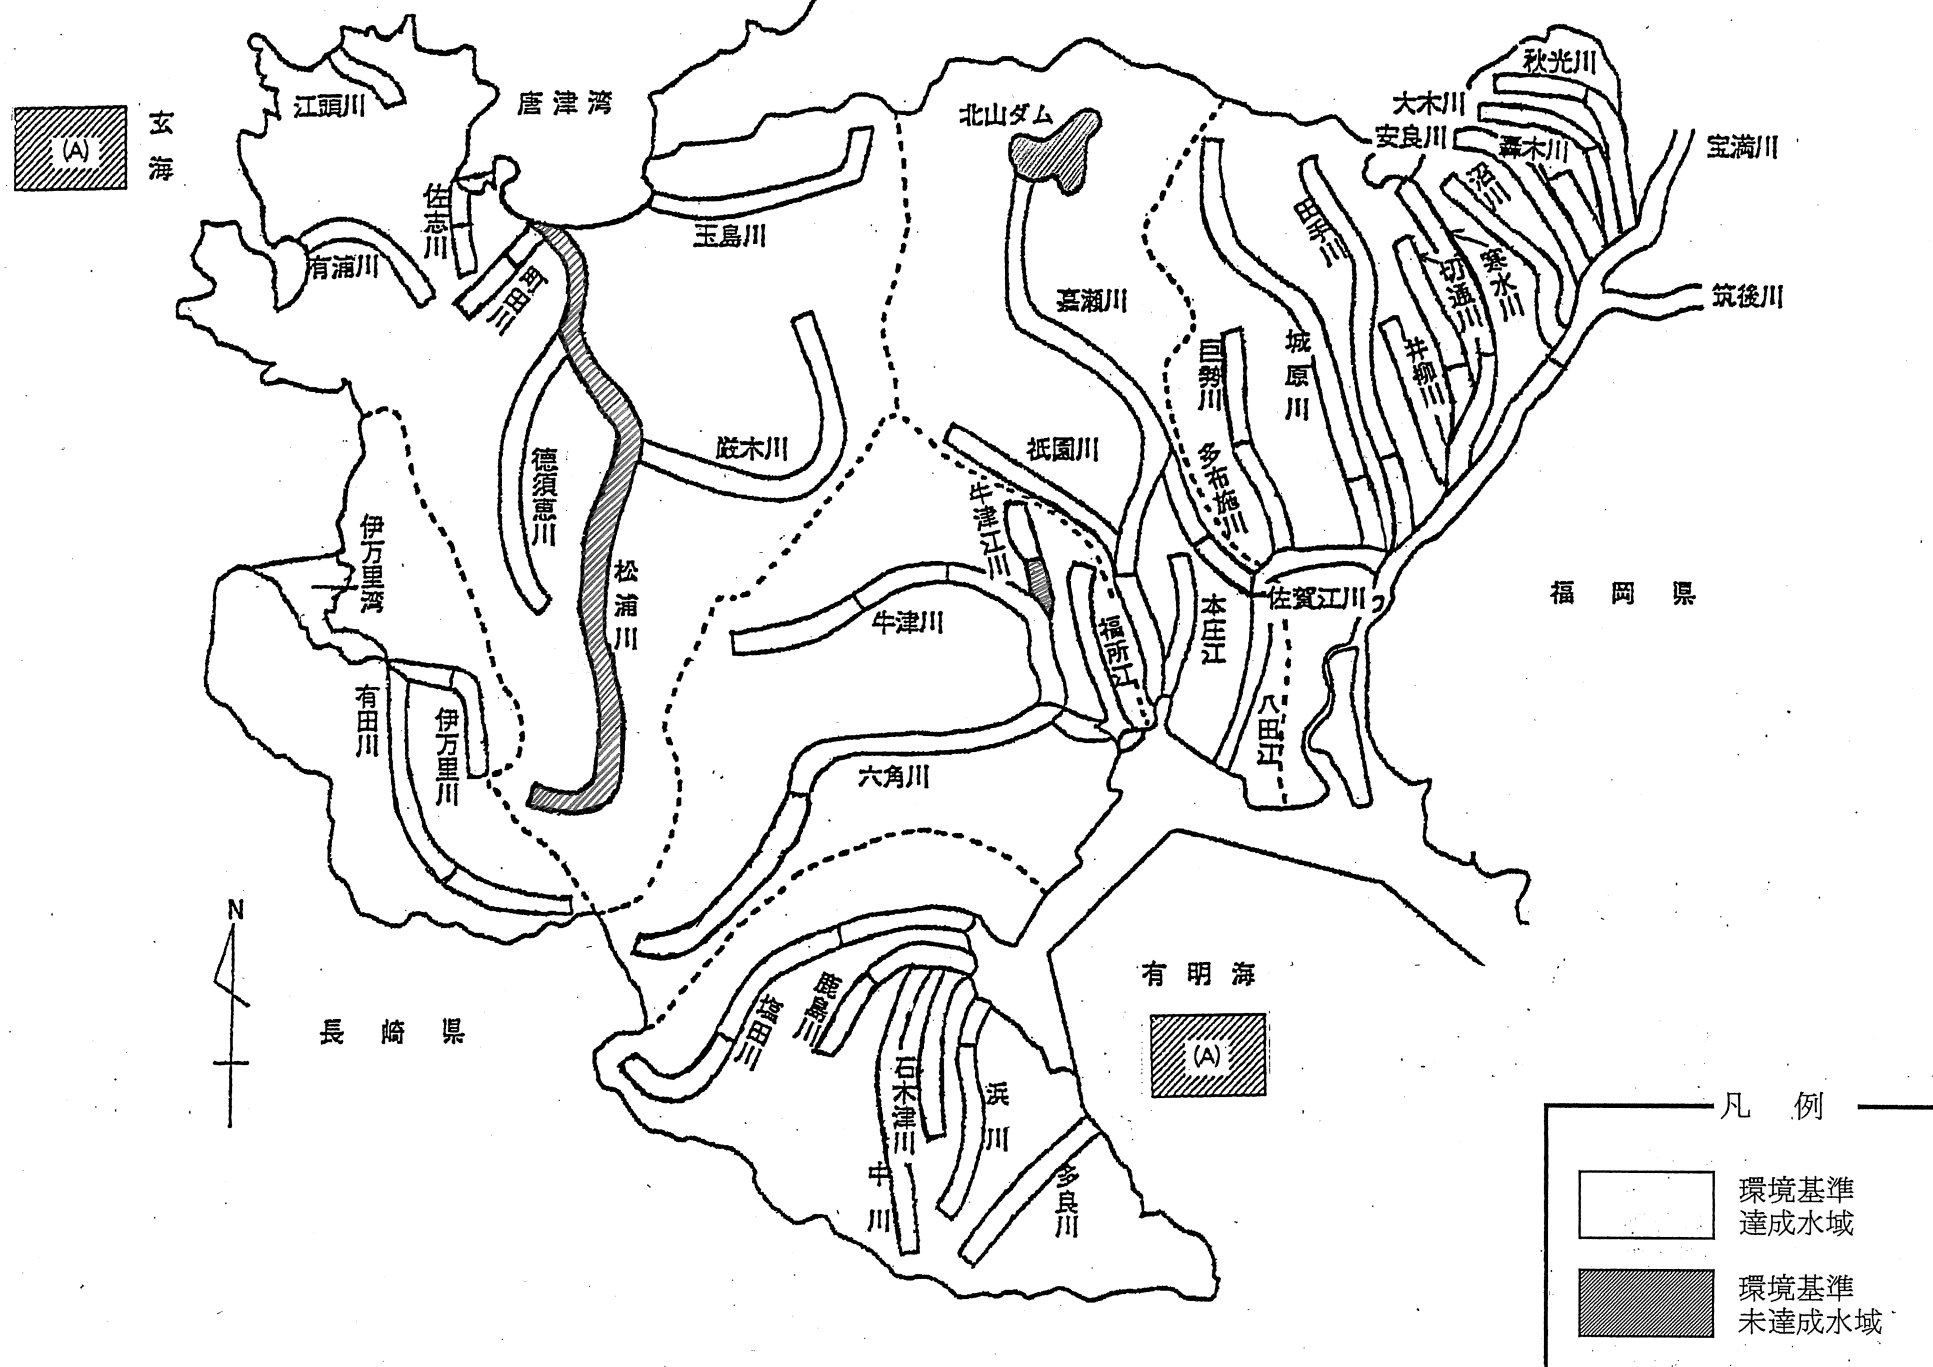 秋光川
大木川
安良川
轟木川
宝満川
沼川
筑後川
江頭川
唐津湾
北山ダム
玄海
(A)
佐志川
有浦川
町田川
玉島川
嘉瀬川
田手川
切通川
寒水川
井柳川
城原川
巨勢川
多布施川
厳木川
祇園川
徳須恵川
牛津江川
松浦川
伊万里湾
牛津川
福所江
本庄江
佐賀江川
八田江
福岡県
有田川
伊万里川
六角川
N
長崎県
塩田川
鹿島川
石木津川
中川
浜川
多良川
有明海
(A)
凡例
環境基準
達成水域
環境基準
未達成水域